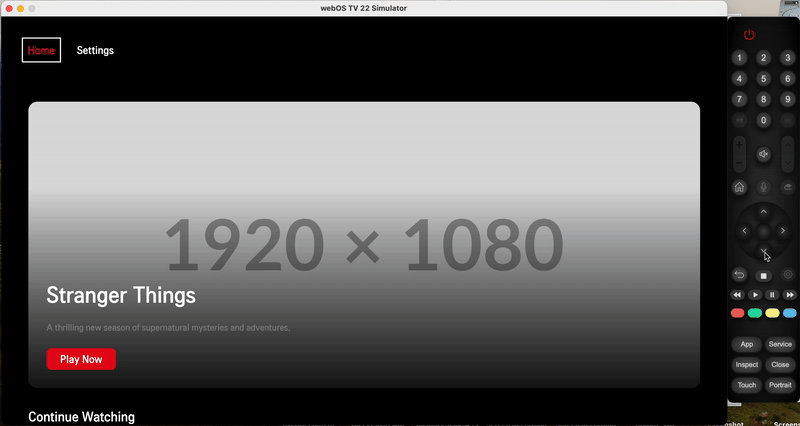 webOS TV 22 Simulator
Home
Settings
1920 × 1080
Stranger Things
A thrilling new season of supernatural mysteries and adventures.
Play Now
Continue Watching
1 2 3
4 5 6
7 8 9
0
App Service
Inspect Close
Touch Portrait